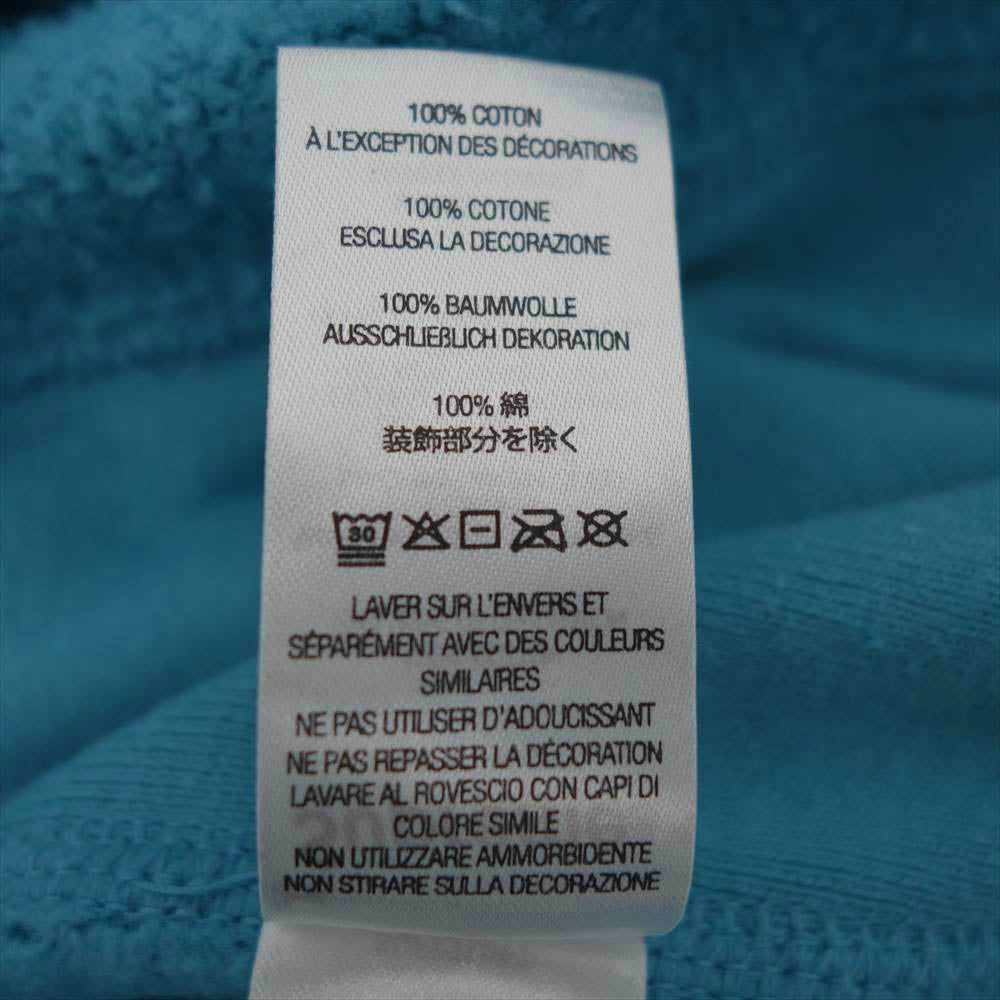 100% COTON
À L'EXCEPTION DES DÉCORATIONS
100% COTONE
ESCLUSA LA DECORAZIONE
100% BAUMWOLLE
AUSSCHLIEßLICH DEKORATION
100% 綿
装飾部分を除く
30
LAVER SUR L'ENVERS ET
SÉPARÉMENT AVEC DES COULEURS
SIMILAIRES
NE PAS UTILISER D'ADOUCISSANT
NE PAS REPASSER LA DÉCORATION
LAVARE AL ROVESCIO CON CAPI DI
COLORE SIMILE
NON UTILIZZARE AMMORBIDENTE
NON STIRARE SULLA DECORAZIONE